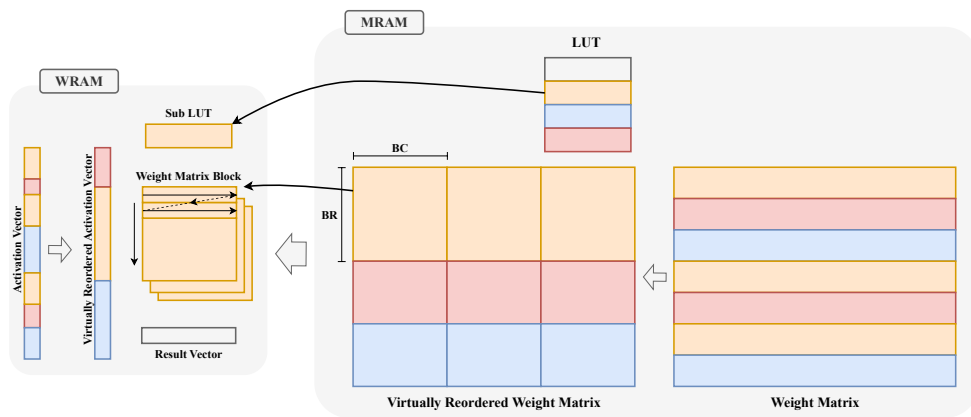 MRAM
LUT
WRAM
Sub LUT
BC
Weight Matrix Block
BR
Activation Vector
Virtually Reordered Activation Vector
Result Vector
Virtually Reordered Weight Matrix
Weight Matrix